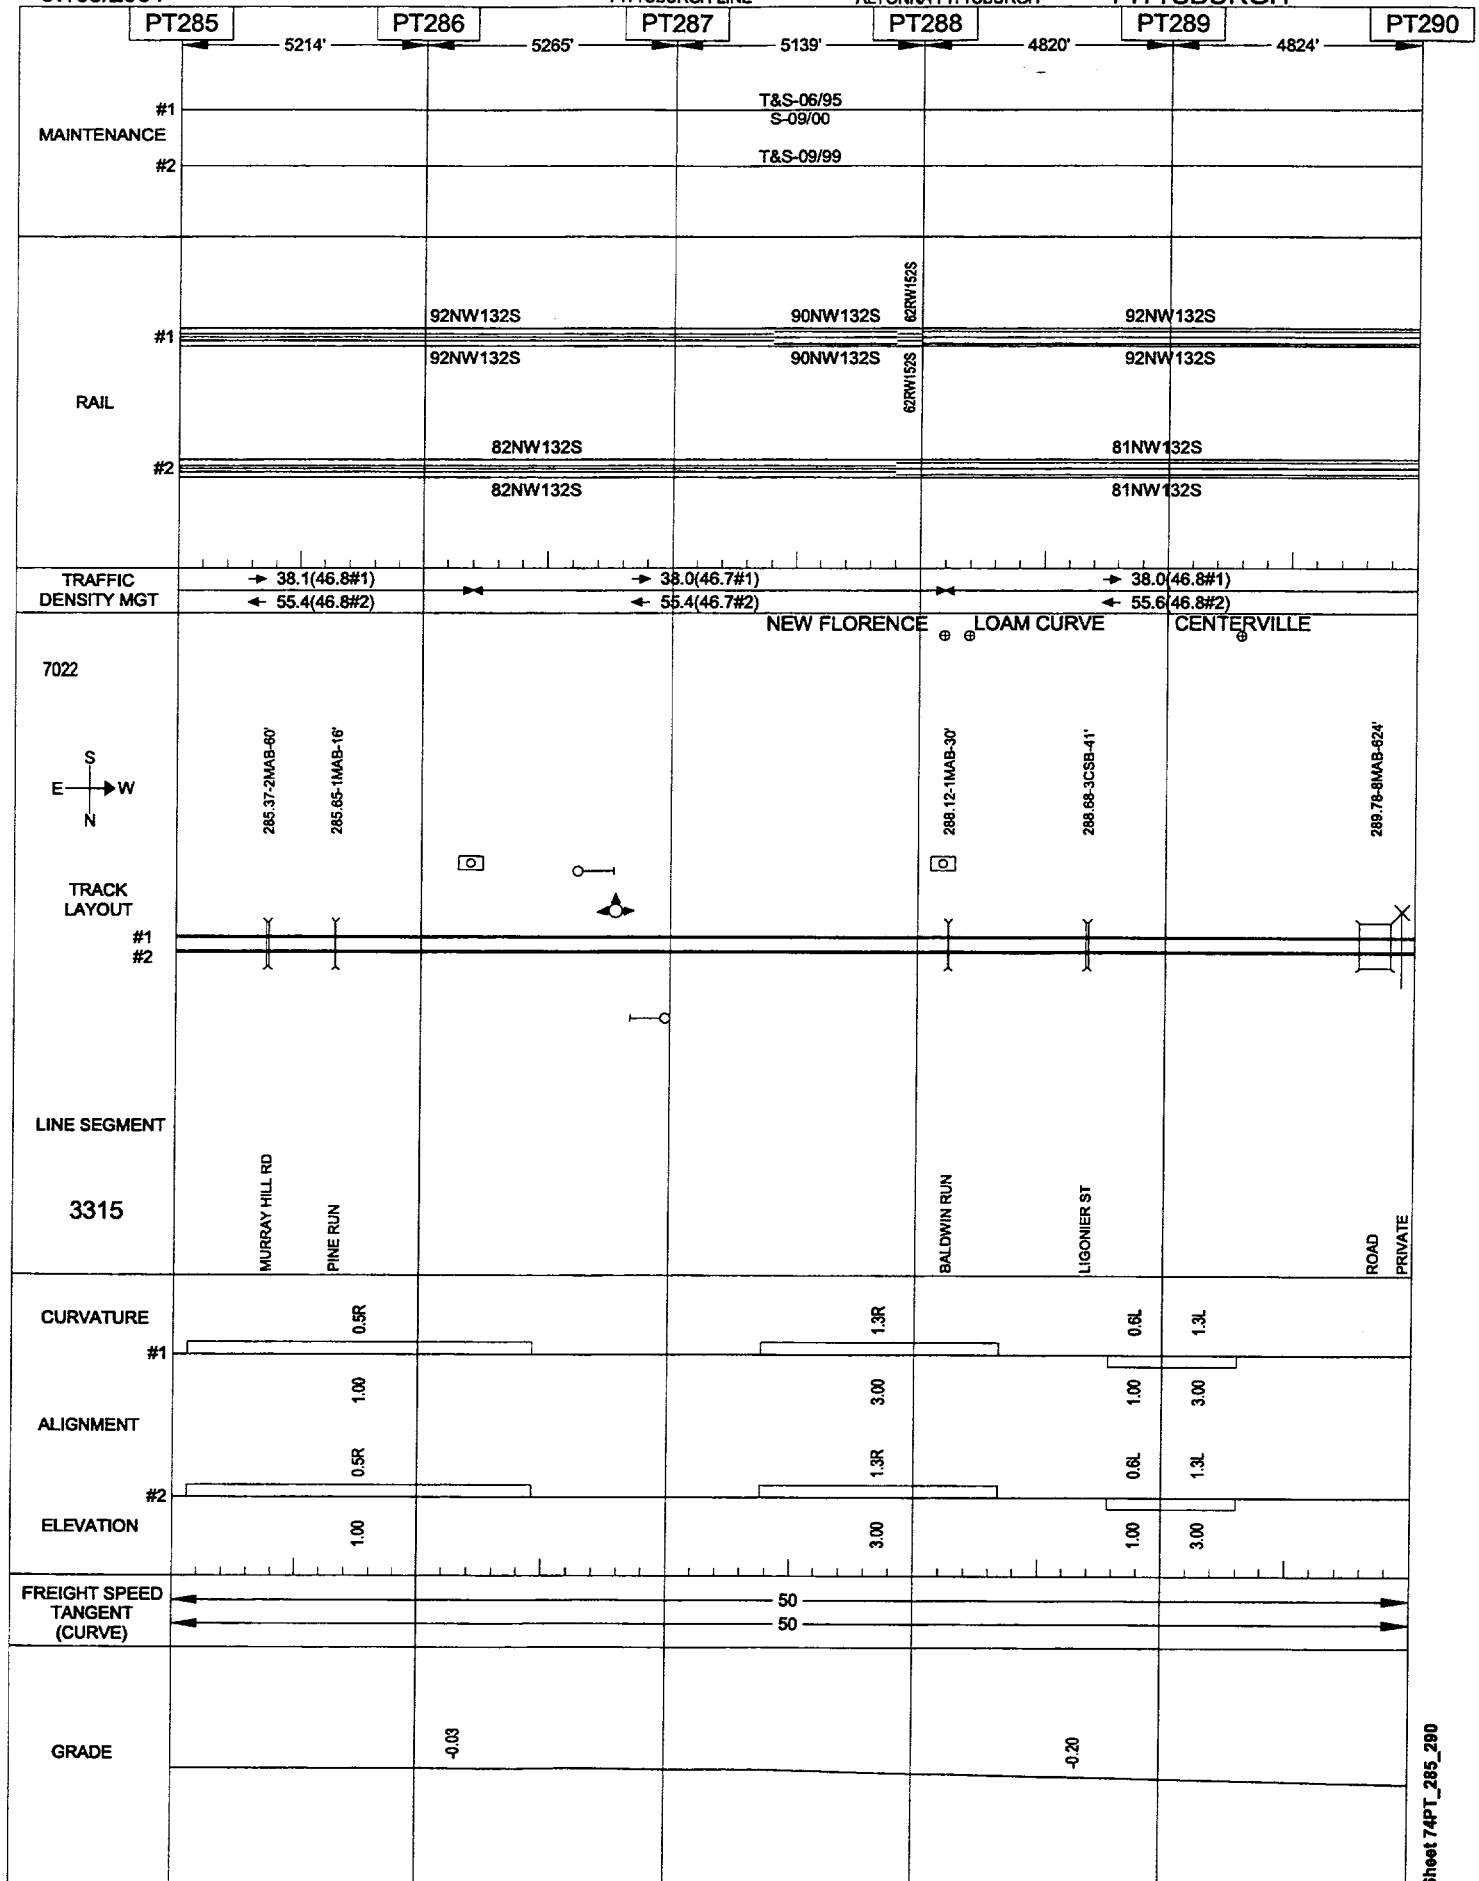 PT285 PT286 PT287 PT288 PT289 PT290
5214' 5265' 5139' 4820' 4824'
MAINTENANCE
#1 T&S-06/95
S-09/00
#2 T&S-09/99
RAIL
62RW152S
92NW132S 90NW132S 92NW132S
#1
92NW132S 90NW132S 92NW132S
62RW152S
82NW132S 81NW132S
#2
82NW132S 81NW132S
TRAFFIC
DENSITY MGT
38.1(46.8#1) 38.0(46.7#1) 38.0(46.8#1)
55.4(46.8#2) 55.4(46.7#2) 55.6(46.8#2)
NEW FLORENCE LOAM CURVE CENTERVILLE
7022
S
E W
N
285.37-2MAB-60'
285.65-1MAB-16'
288.12-1MAB-30'
288.68-3CSB-41'
289.78-8MAB-624'
TRACK
LAYOUT
#1
#2
LINE SEGMENT
3315
MURRAY HILL RD
PINE RUN
BALDWIN RUN
LIGONIER ST
ROAD
PRIVATE
CURVATURE
0.5R 1.3R 0.6L 1.3L
#1
1.00 3.00 1.00 3.00
ALIGNMENT
0.5R 1.3R 0.6L 1.3L
#2
ELEVATION
1.00 3.00 1.00 3.00
FREIGHT SPEED
TANGENT
(CURVE)
50
50
GRADE
-0.03 -0.20
Sheet 74PT_285_290